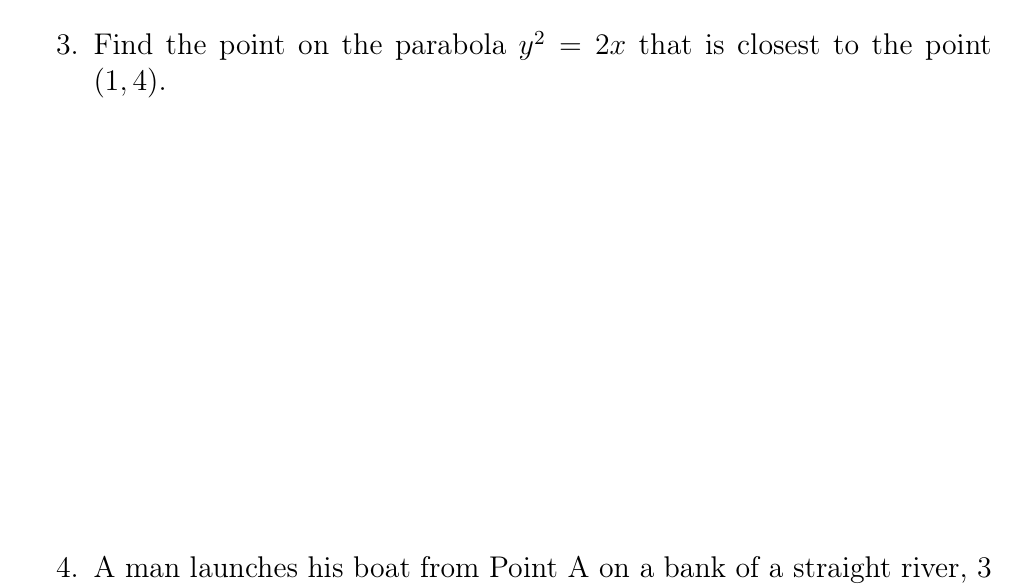 3. Find the point on the parabola y² = 2x that is closest to the point
(1, 4).
4. A man launches his boat from Point A on a bank of a straight river, 3